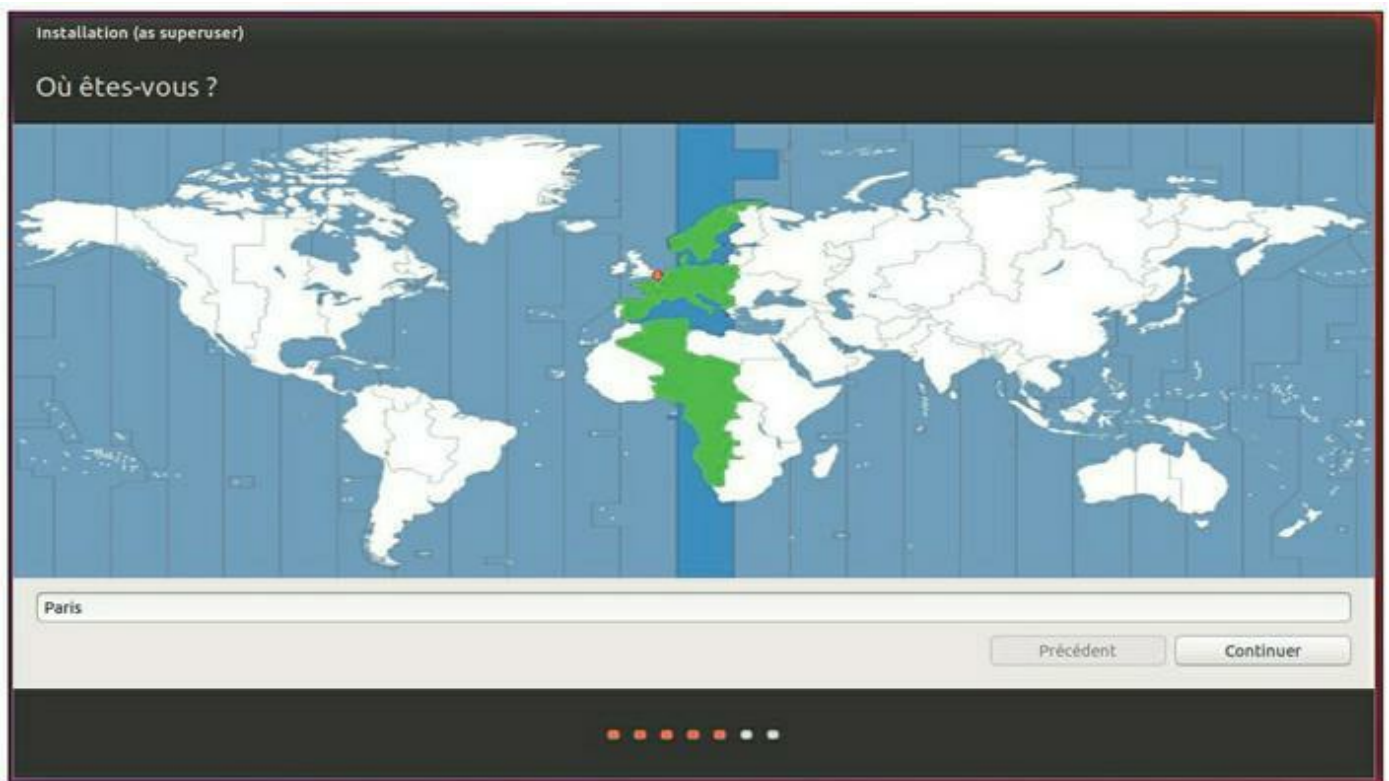 Installation (as superuser)
Où êtes-vous ?
Paris
Précédent
Continuer